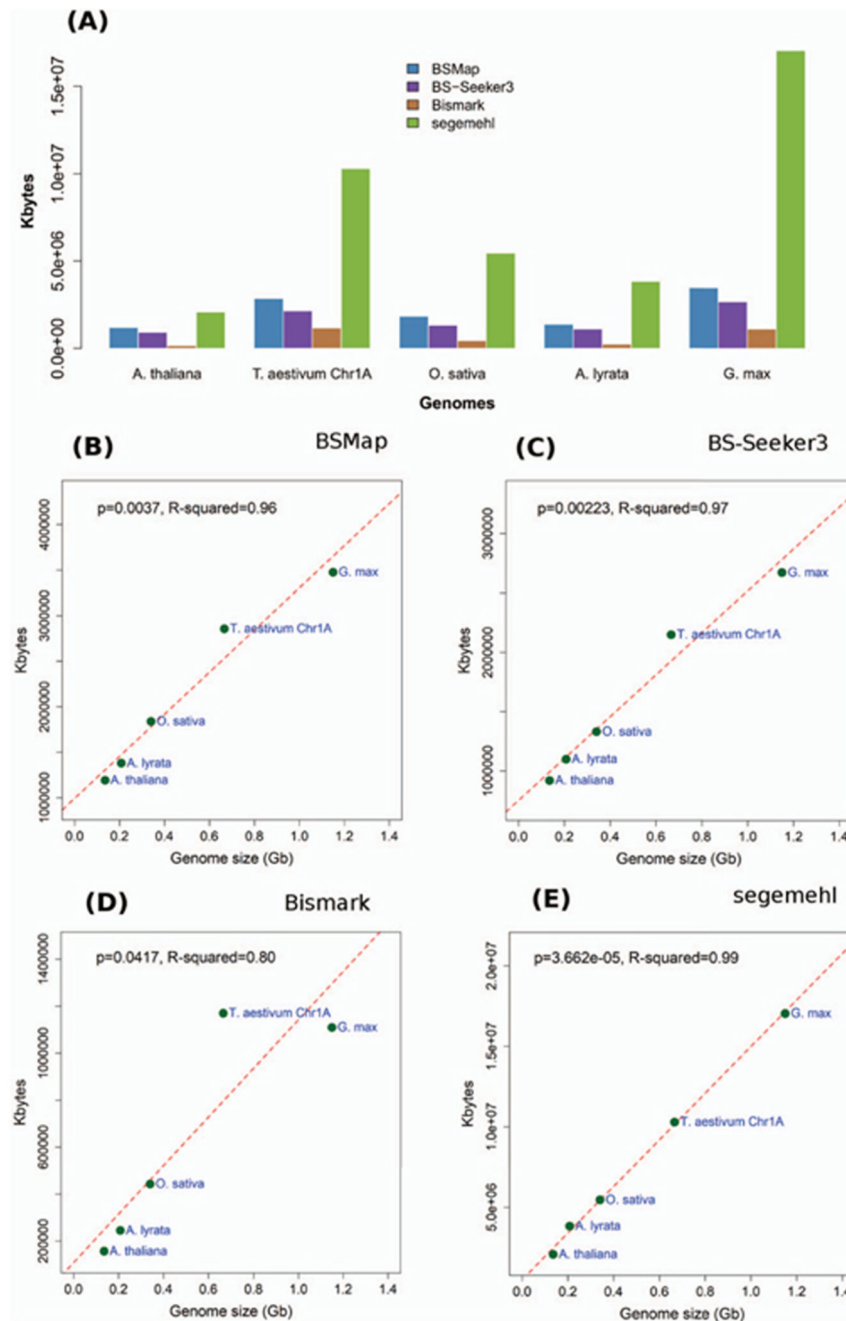 (A)
BSMap
BS-Seeker3
Bismark
segemehl
Kbytes
1.5e+07
1.0e+07
5.0e+06
0.0e+00
A. thaliana T. aestivum Chr1A O. sativa A. lyrata G. max
Genomes
(B) BSMap
p=0.0037, R-squared=0.96
Kbytes
4000000
3000000
2000000
1000000
G. max
T. aestivum Chr1A
O. sativa
A. lyrata
A. thaliana
0.0 0.2 0.4 0.6 0.8 1.0 1.2 1.4
Genome size (Gb)
(C) BS-Seeker3
p=0.00223, R-squared=0.97
Kbytes
3000000
2000000
1000000
G. max
T. aestivum Chr1A
O. sativa
A. lyrata
A. thaliana
0.0 0.2 0.4 0.6 0.8 1.0 1.2 1.4
Genome size (Gb)
(D) Bismark
p=0.0417, R-squared=0.80
Kbytes
1400000
1000000
600000
200000
T. aestivum Chr1A
G. max
O. sativa
A. lyrata
A. thaliana
0.0 0.2 0.4 0.6 0.8 1.0 1.2 1.4
Genome size (Gb)
(E) segemehl
p=3.662e-05, R-squared=0.99
Kbytes
2.0e+07
1.5e+07
1.0e+07
5.0e+06
G. max
T. aestivum Chr1A
O. sativa
A. lyrata
A. thaliana
0.0 0.2 0.4 0.6 0.8 1.0 1.2 1.4
Genome size (Gb)